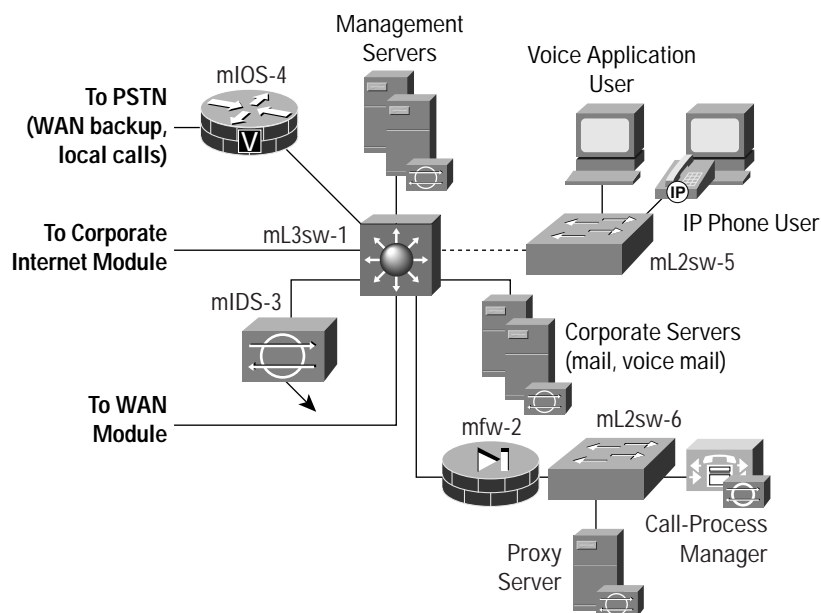 Management
Servers
Voice Application
User
mIOS-4
To PSTN
(WAN backup,
local calls)
V
IP
IP Phone User
To Corporate
Internet Module
mL3sw-1
mL2sw-5
mIDS-3
Corporate Servers
(mail, voice mail)
To WAN
Module
mfw-2
mL2sw-6
Proxy
Server
Call-Process
Manager